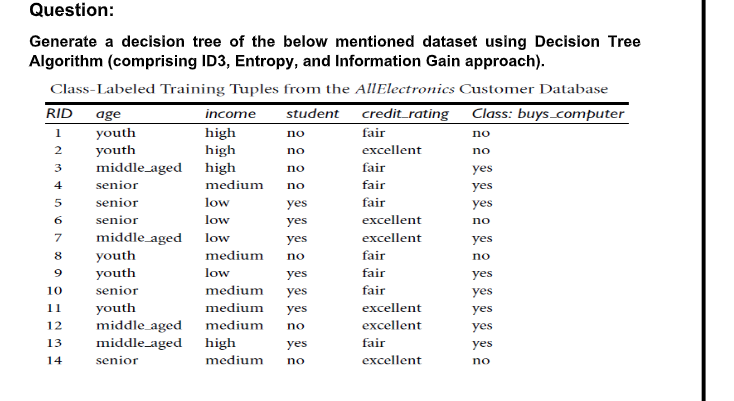 Question:
Generate a decision tree of the below mentioned dataset using Decision Tree
Algorithm (comprising ID3, Entropy, and Information Gain approach).
Class-Labeled Training Tuples from the AllElectronics Customer Database
RID age income student credit_rating Class: buys_computer
1 youth high no fair no
2 youth high no excellent no
3 middle_aged high no fair yes
4 senior medium no fair yes
5 senior low yes fair yes
6 senior low yes excellent no
7 middle_aged low yes excellent yes
8 youth medium no fair no
9 youth low yes fair yes
10 senior medium yes fair yes
11 youth medium yes excellent yes
12 middle_aged medium no excellent yes
13 middle_aged high yes fair yes
14 senior medium no excellent no